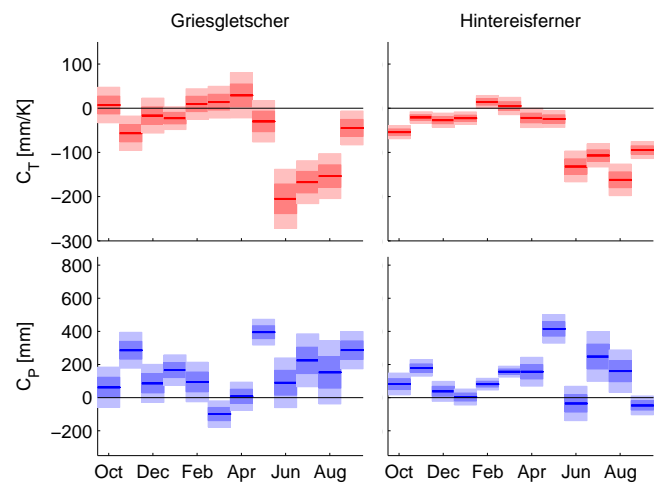 Griesgletscher
Hintereisferner
100
0
−100
−200
−300
C_T [mm/K]
800
600
400
200
0
−200
C_P [mm]
Oct Dec Feb Apr Jun Aug
Oct Dec Feb Apr Jun Aug